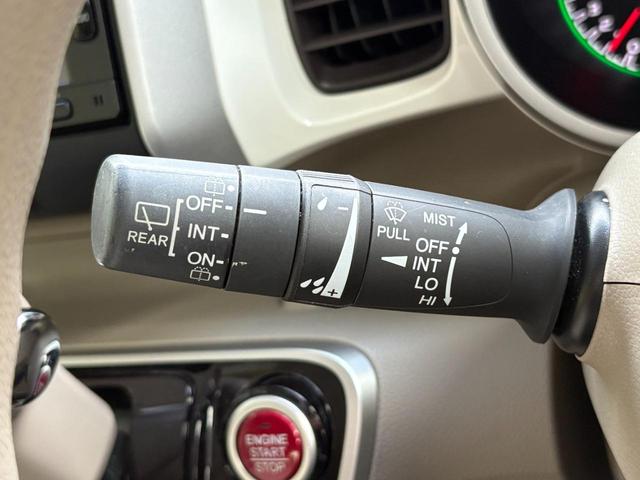 REAR
OFF
INT
ON
PULL
MIST
OFF
INT
LO
HI
ENGINE
START
STOP